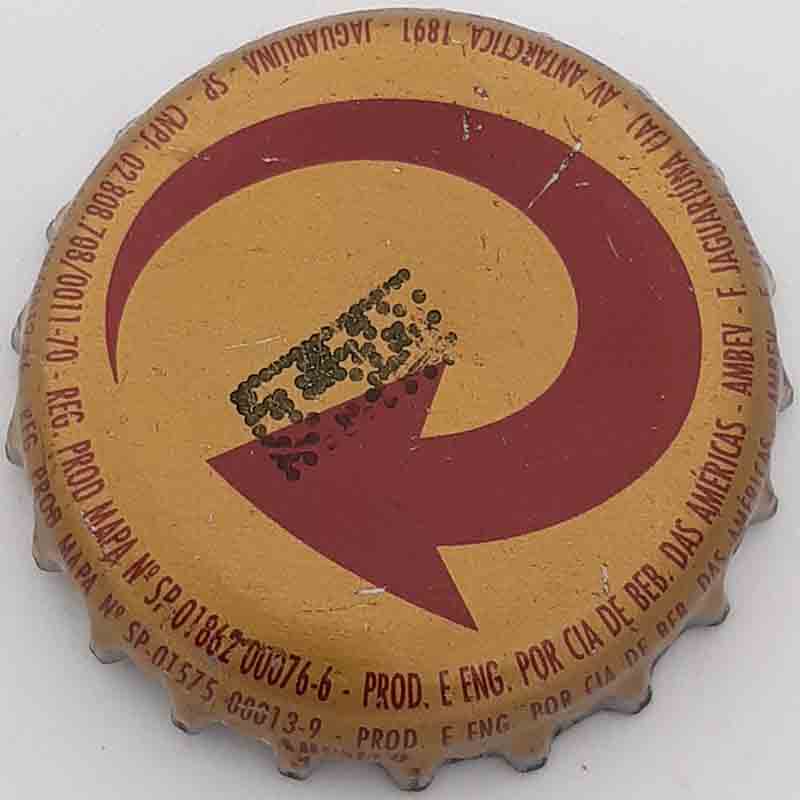 PROD. E ENG. POR CIA DE BEB. DAS AMÉRICAS - AMBEV - F. JAGUARIÚNA (JA) - AV. ANTARCTICA, 1891 - JAGUARIÚNA - SP - CNPJ: 02.808.708/0011-70 - REG. PROD. MAPA Nº SP-01862 00076-6 -
REG. PROD. MAPA Nº SP-01575 00013-9 - PROD. E ENG. POR CIA DE BEB. DAS AMÉRICAS - AMBEV